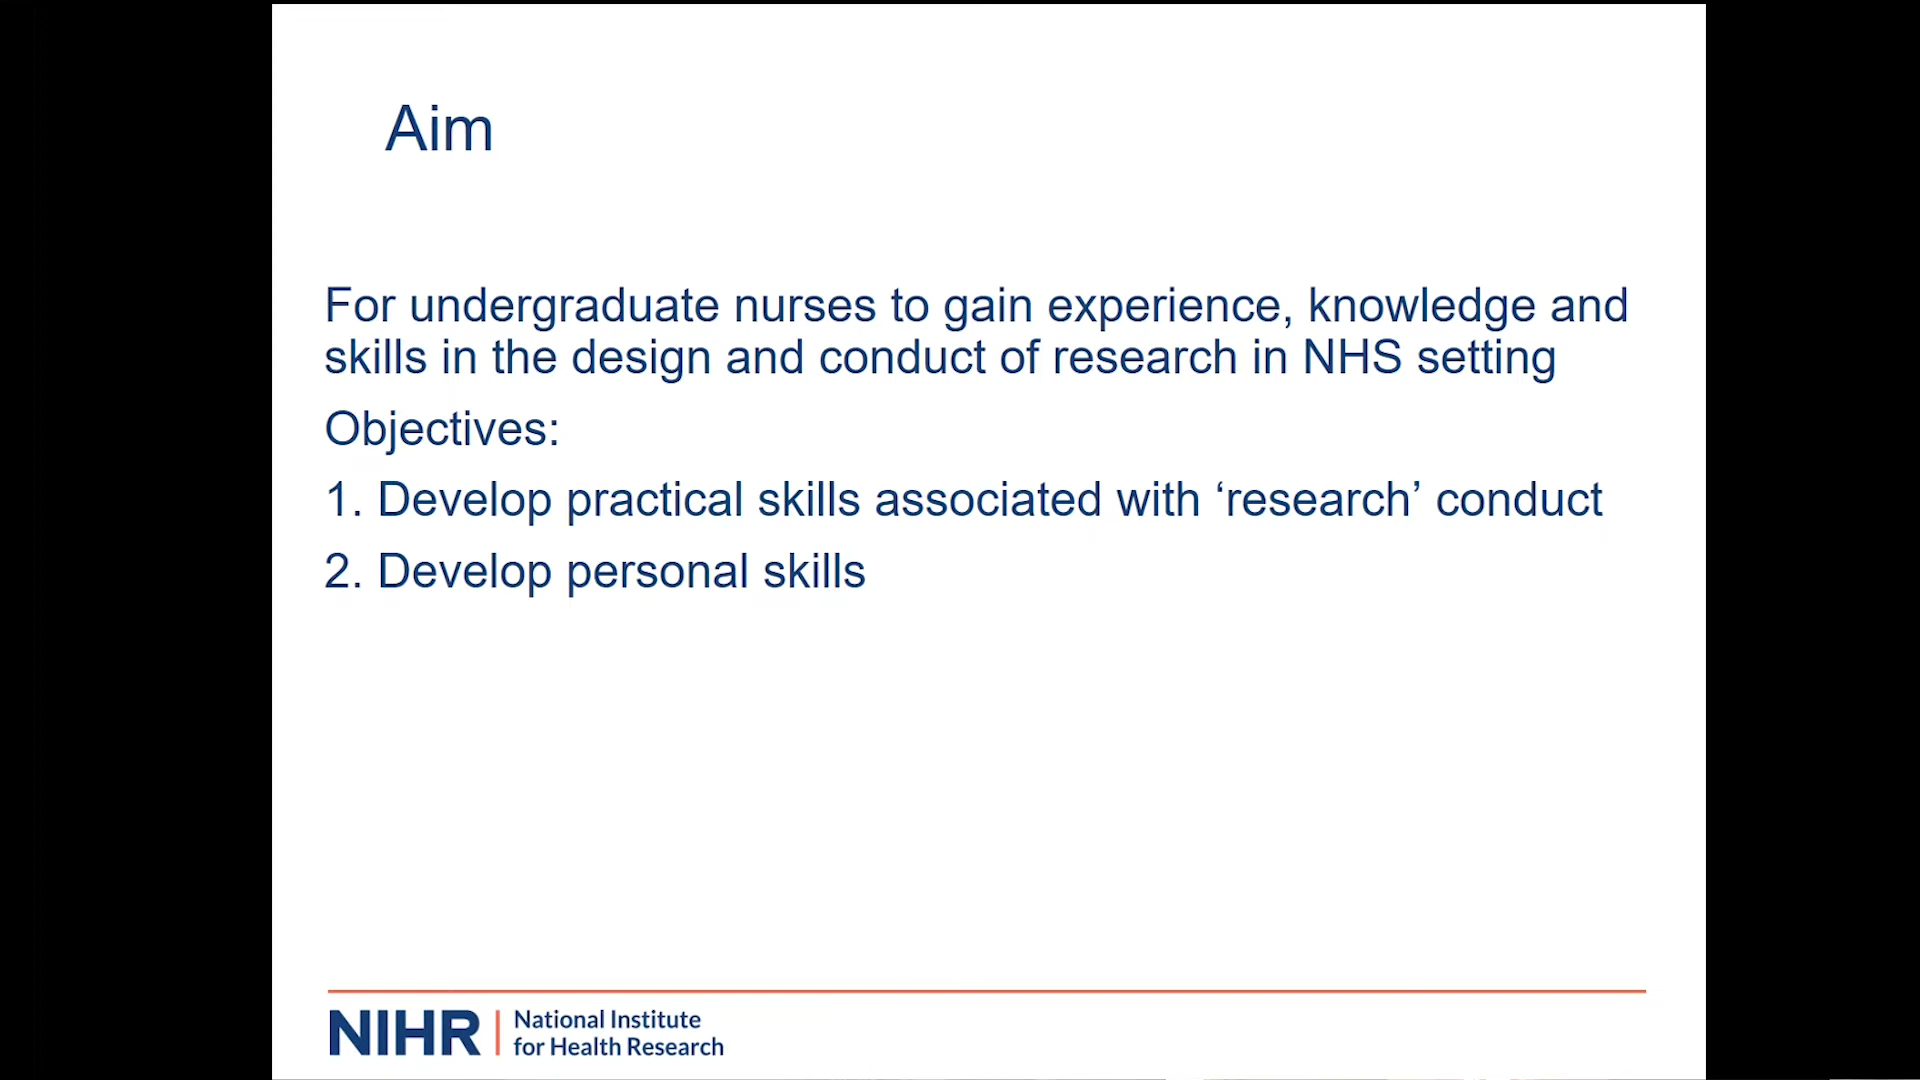 Aim
For undergraduate nurses to gain experience, knowledge and
skills in the design and conduct of research in NHS setting
Objectives:
1. Develop practical skills associated with ‘research’ conduct
2. Develop personal skills
NIHR | National Institute
for Health Research